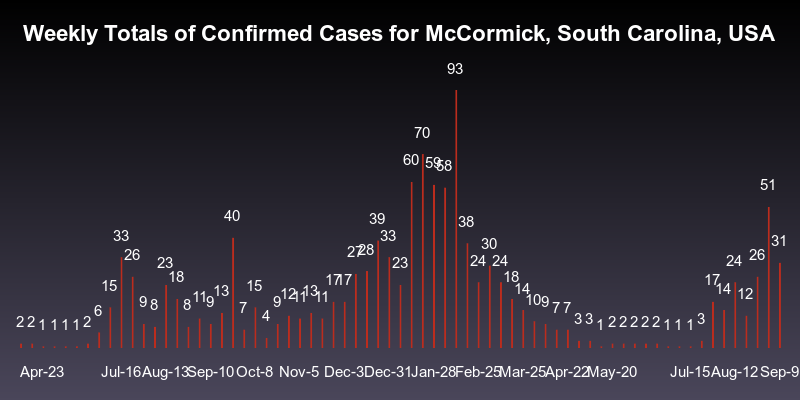 Weekly Totals of Confirmed Cases for McCormick, South Carolina, USA
93
70
60 59 58
51
40 39 38
33 33 31
26 27 28 30 26
23 18 23 24 24 24
15 13 15 17 17 18 17
9 8 8 11 9 7 4 9 12 11 13 11 14 10 9 7 7 14 12
2 2 1 1 1 1 2 6 3 3 1 2 2 2 2 2 1 1 1 3
Apr-23 Jul-16 Aug-13 Sep-10 Oct-8 Nov-5 Dec-3 Dec-31 Jan-28 Feb-25 Mar-25 Apr-22 May-20 Jul-15 Aug-12 Sep-9